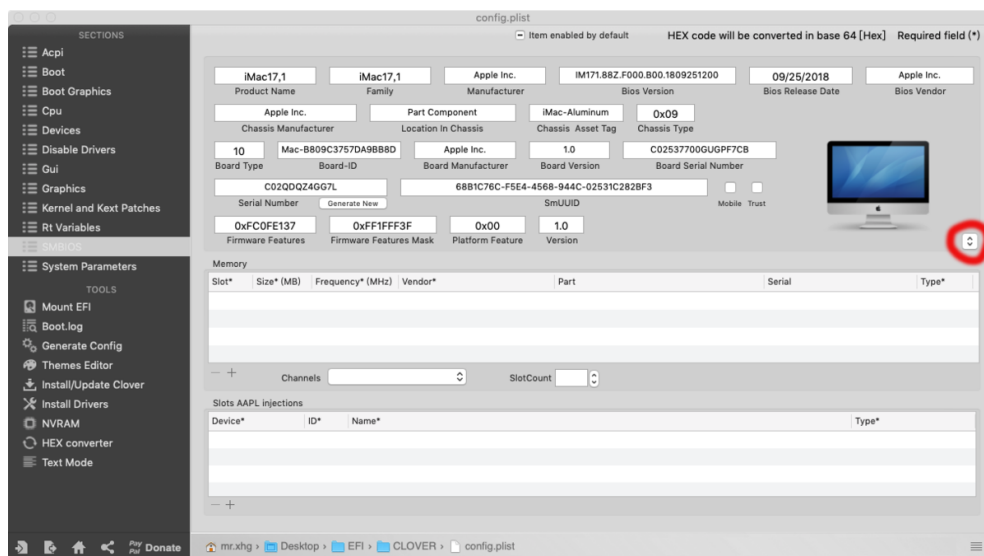 config.plist
SECTIONS
Acpi
Boot
Boot Graphics
Cpu
Devices
Disable Drivers
Gui
Graphics
Kernel and Kext Patches
Rt Variables
SMBIOS
System Parameters
TOOLS
Mount EFI
Boot.log
Generate Config
Themes Editor
Install/Update Clover
Install Drivers
NVRAM
HEX converter
Text Mode
Pay Pal Donate
Item enabled by default HEX code will be converted in base 64 [Hex] Required field (*)
iMac17,1 iMac17,1 Apple Inc. IM171.88Z.F000.B00.1809251200 09/25/2018 Apple Inc.
Product Name Family Manufacturer Bios Version Bios Release Date Bios Vendor
Apple Inc. Part Component iMac-Aluminum 0x09
Chassis Manufacturer Location In Chassis Chassis Asset Tag Chassis Type
10 Mac-B809C3757DA9BB8D Apple Inc. 1.0 C02537700GUGPF7CB
Board Type Board-ID Board Manufacturer Board Version Board Serial Number
C02QDQZ4GG7L 68B1C76C-F5E4-4568-944C-02531C282BF3
Serial Number Generate New SmUUID Mobile Trust
0xFC0FE137 0xFF1FFF3F 0x00 1.0
Firmware Features Firmware Features Mask Platform Feature Version
Memory
Slot* Size* (MB) Frequency* (MHz) Vendor* Part Serial Type*
Channels SlotCount
Slots AAPL injections
Device* ID* Name* Type*
mr.xhg › Desktop › EFI › CLOVER › config.plist